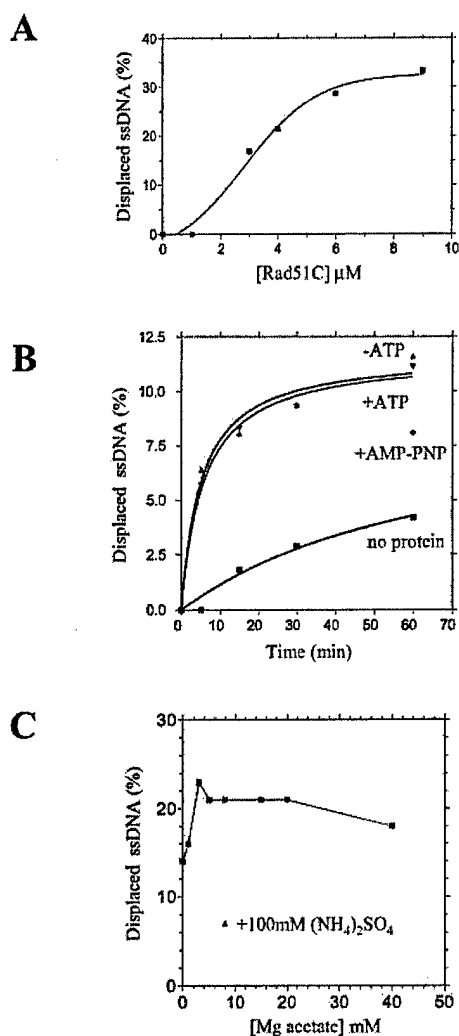 A
Displaced ssDNA (%)
40
30
20
10
0
0 2 4 6 8 10
[Rad51C] μM
B
Displaced ssDNA (%)
12.5
10.0
7.5
5.0
2.5
0.0
-ATP
+ATP
+AMP-PNP
no protein
0 10 20 30 40 50 60 70
Time (min)
C
Displaced ssDNA (%)
30
20
10
0
+100mM (NH₄)₂SO₄
0 10 20 30 40 50
[Mg acetate] mM